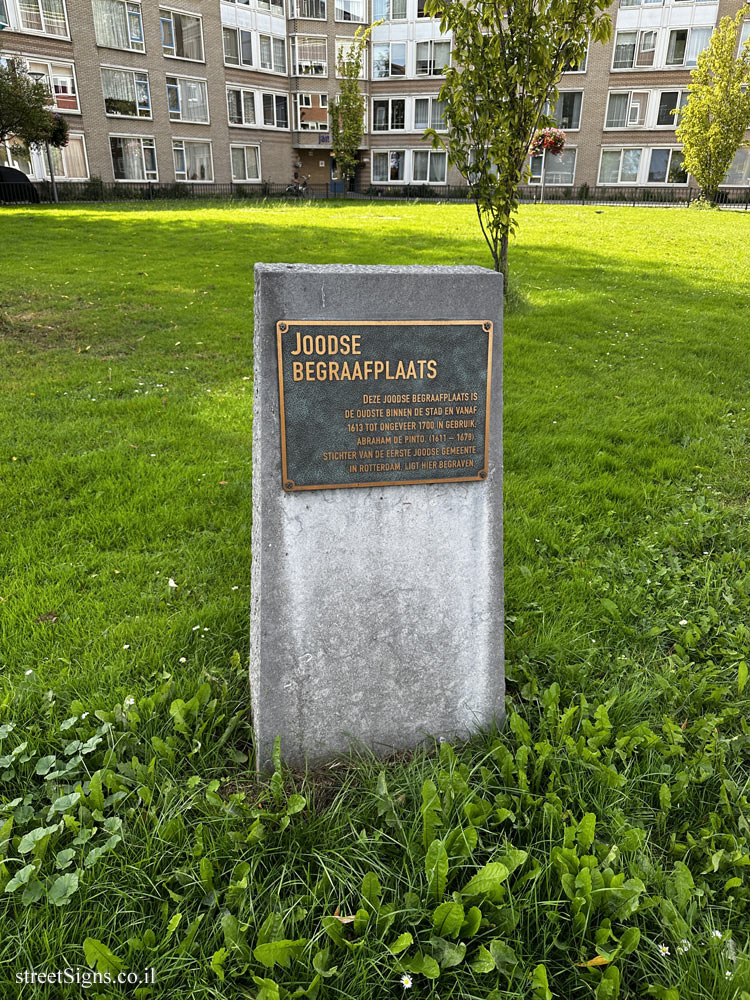 JOODSE
BEGRAAFPLAATS
DEZE JOODSE BEGRAAFPLAATS IS
DE OUDSTE BINNEN DE STAD EN VANAF
1613 TOT ONGEVEER 1700 IN GEBRUIK.
ABRAHAM DE PINTO, (1611 – 1679),
STICHTER VAN DE EERSTE JOODSE GEMEENTE
IN ROTTERDAM, LIGT HIER BEGRAVEN.
streetSigns.co.il